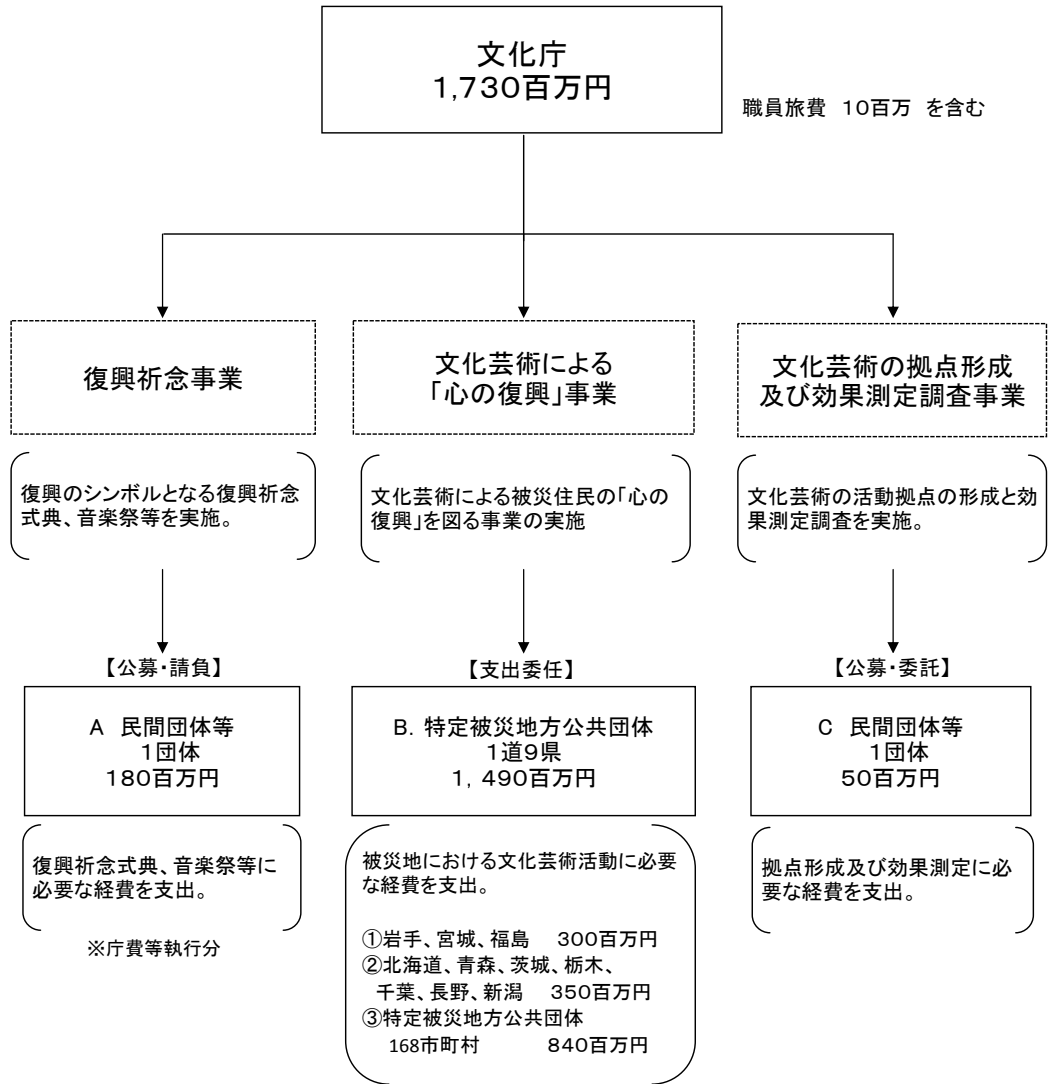 文化庁
1,730百万円
職員旅費 10百万 を含む
復興祈念事業
文化芸術による
「心の復興」事業
文化芸術の拠点形成
及び効果測定調査事業
復興のシンボルとなる復興祈念
式典、音楽祭等を実施。
文化芸術による被災住民の「心の
復興」を図る事業の実施
文化芸術の活動拠点の形成と効
果測定調査を実施。
【公募・請負】
A 民間団体等
1団体
180百万円
復興祈念式典、音楽祭等に
必要な経費を支出。
※庁費等執行分
【支出委任】
B. 特定被災地方公共団体
1道9県
1,490百万円
被災地における文化芸術活動に必要
な経費を支出。
①岩手、宮城、福島 300百万円
②北海道、青森、茨城、栃木、
千葉、長野、新潟 350百万円
③特定被災地方公共団体
168市町村 840百万円
【公募・委託】
C 民間団体等
1団体
50百万円
拠点形成及び効果測定に必
要な経費を支出。